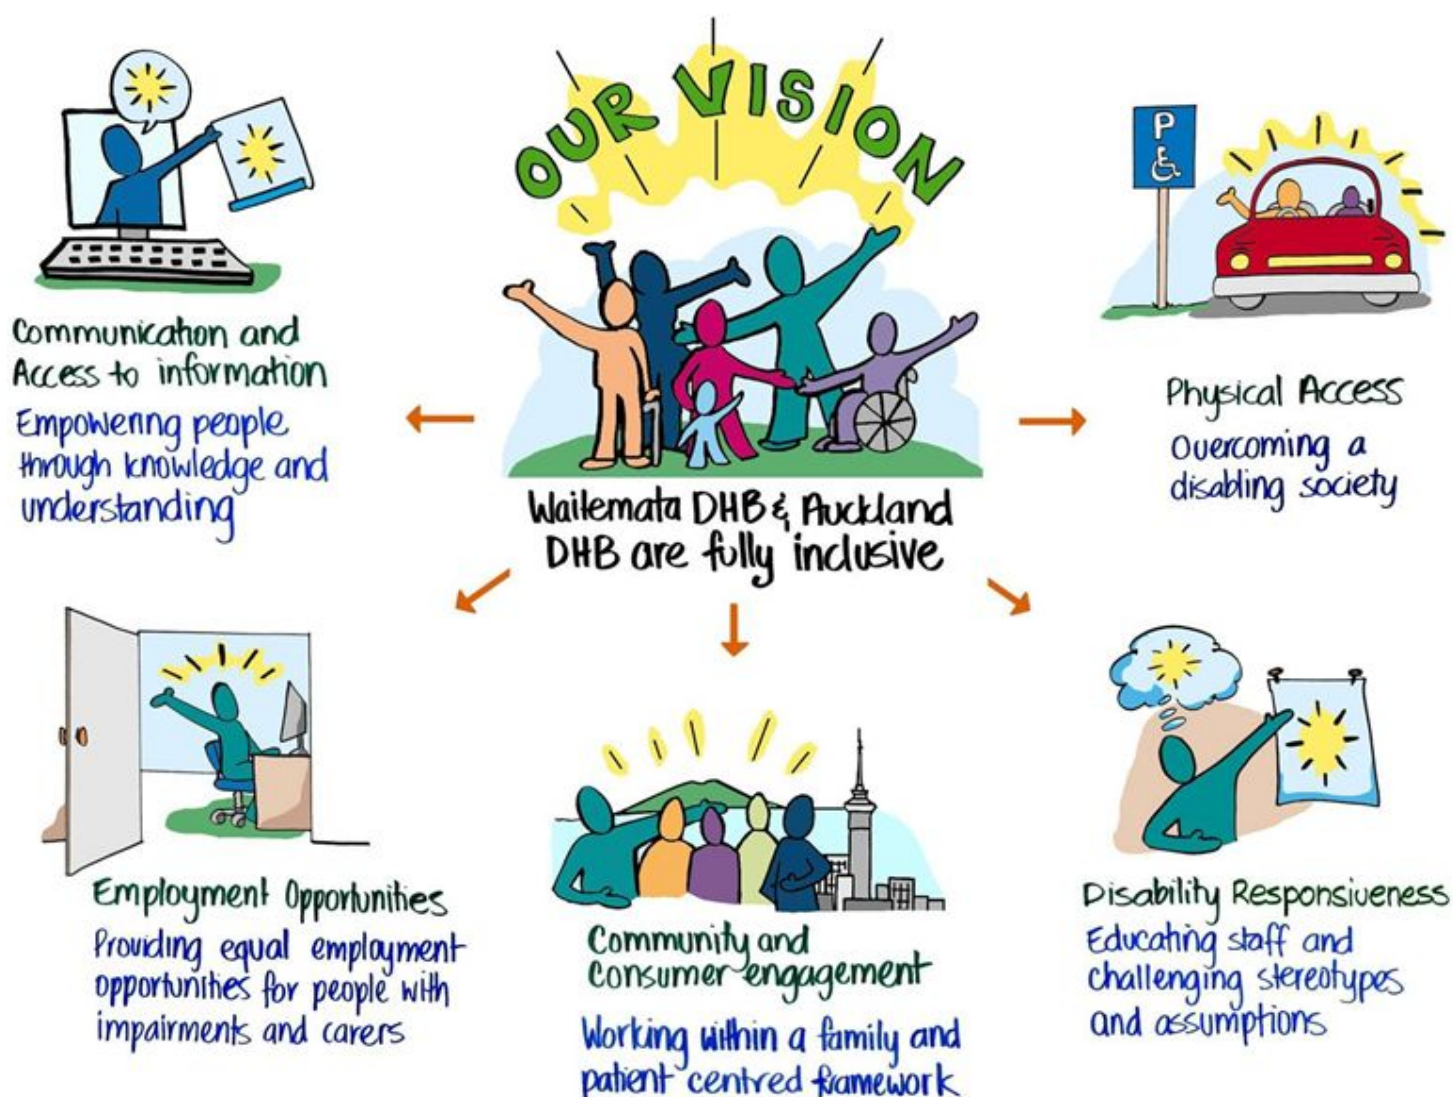 OUR VISION
Waitemata DHB & Auckland
DHB are fully inclusive
Communication and
Access to information
Empowering people
through knowledge and
understanding
P
Physical Access
Overcoming a
disabling society
Employment Opportunities
Providing equal employment
opportunities for people with
impairments and carers
Community and
Consumer engagement
Working within a family and
patient centred framework
Disability Responsiveness
Educating staff and
challenging stereotypes
and assumptions